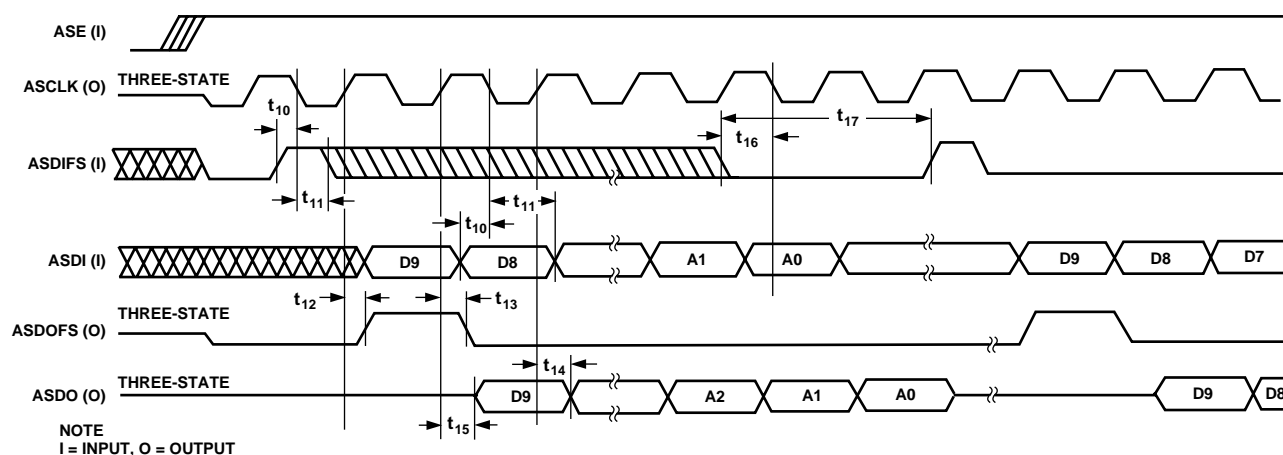 ASE (I)
ASCLK (O) THREE-STATE
t10
t16
t17
ASDIFS (I)
t11
t10
t11
ASDI (I) D9 D8 A1 A0 D9 D8 D7
t12
t13
ASDOFS (O) THREE-STATE
t14
ASDO (O) THREE-STATE D9 A2 A1 A0 D9 D8
t15
NOTE
I = INPUT, O = OUTPUT